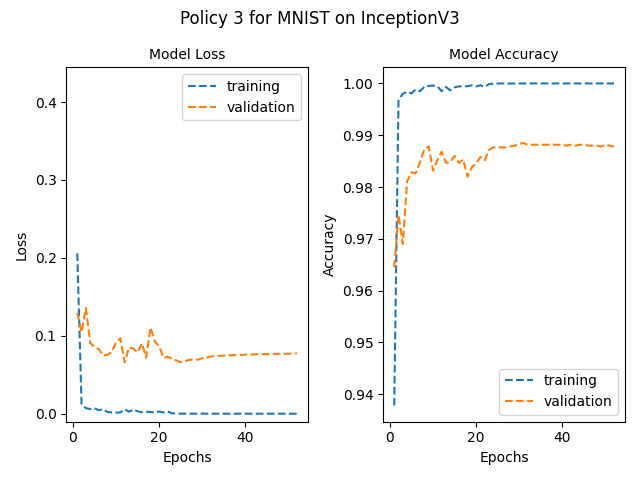 Policy 3 for MNIST on InceptionV3
Model Loss
training
validation
0.4
0.3
0.2
0.1
0.0
Loss
0
20
40
Epochs
Model Accuracy
1.00
0.99
0.98
0.97
0.96
0.95
0.94
Accuracy
training
validation
0
20
40
Epochs